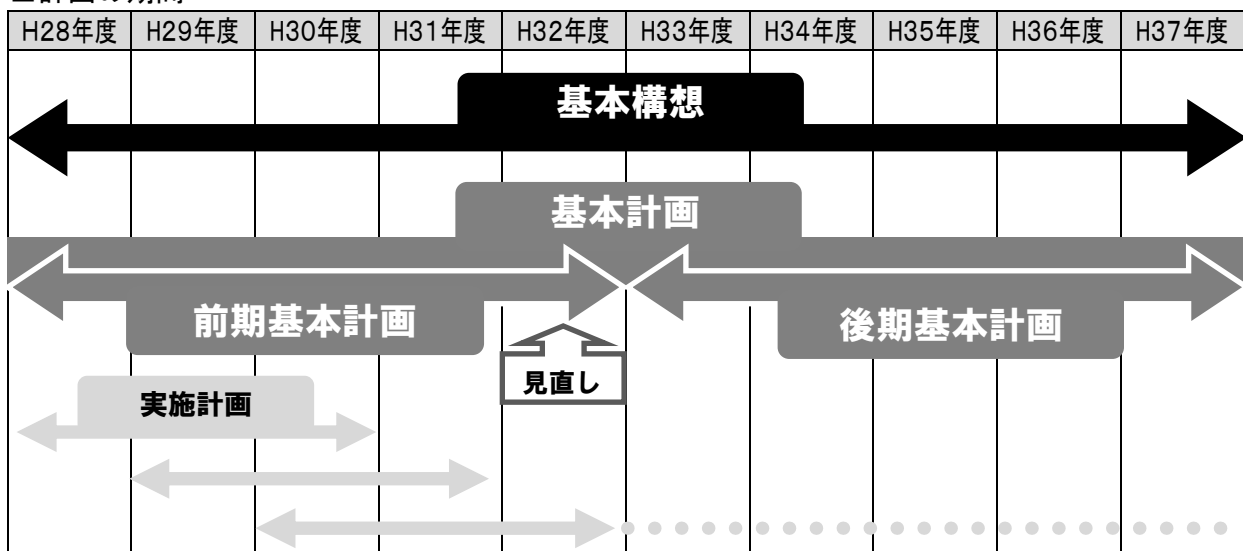 H28年度 H29年度 H30年度 H31年度 H32年度 H33年度 H34年度 H35年度 H36年度 H37年度
基本構想
基本計画
前期基本計画
後期基本計画
見直し
実施計画